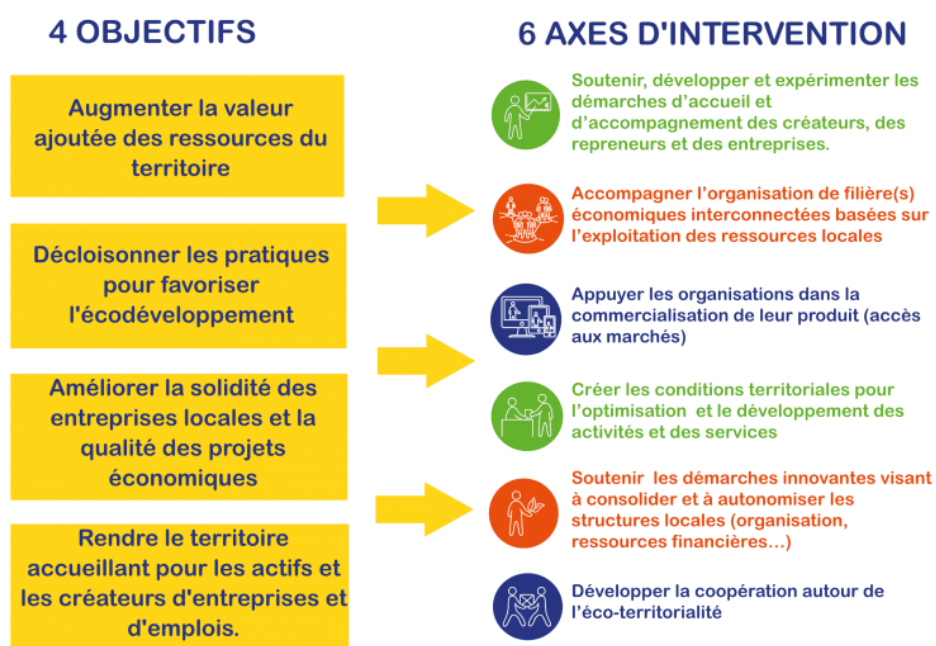 4 OBJECTIFS
Augmenter la valeur
ajoutée des ressources du
territoire
Décloisonner les pratiques
pour favoriser
l'écodéveloppement
Améliorer la solidité des
entreprises locales et la
qualité des projets
économiques
Rendre le territoire
accueillant pour les actifs et
les créateurs d'entreprises et
d'emplois.
6 AXES D'INTERVENTION
Soutenir, développer et expérimenter les
démarches d’accueil et
d’accompagnement des créateurs, des
repreneurs et des entreprises.
Accompagner l’organisation de filière(s)
économiques interconnectées basées sur
l’exploitation des ressources locales
Appuyer les organisations dans la
commercialisation de leur produit (accès
aux marchés)
Créer les conditions territoriales pour
l’optimisation et le développement des
activités et des services
Soutenir les démarches innovantes visant
à consolider et à autonomiser les
structures locales (organisation,
ressources financières…)
Développer la coopération autour de
l’éco-territorialité